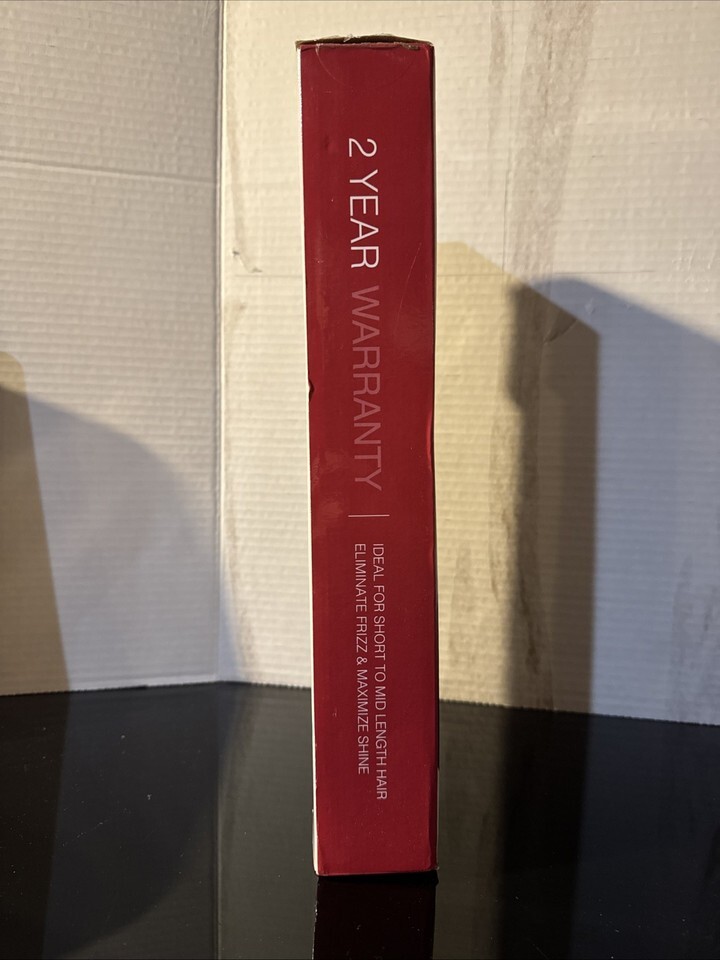 2 YEAR WARRANTY
IDEAL FOR SHORT TO MID LENGTH HAIR
ELIMINATE FRIZZ & MAXIMIZE SHINE